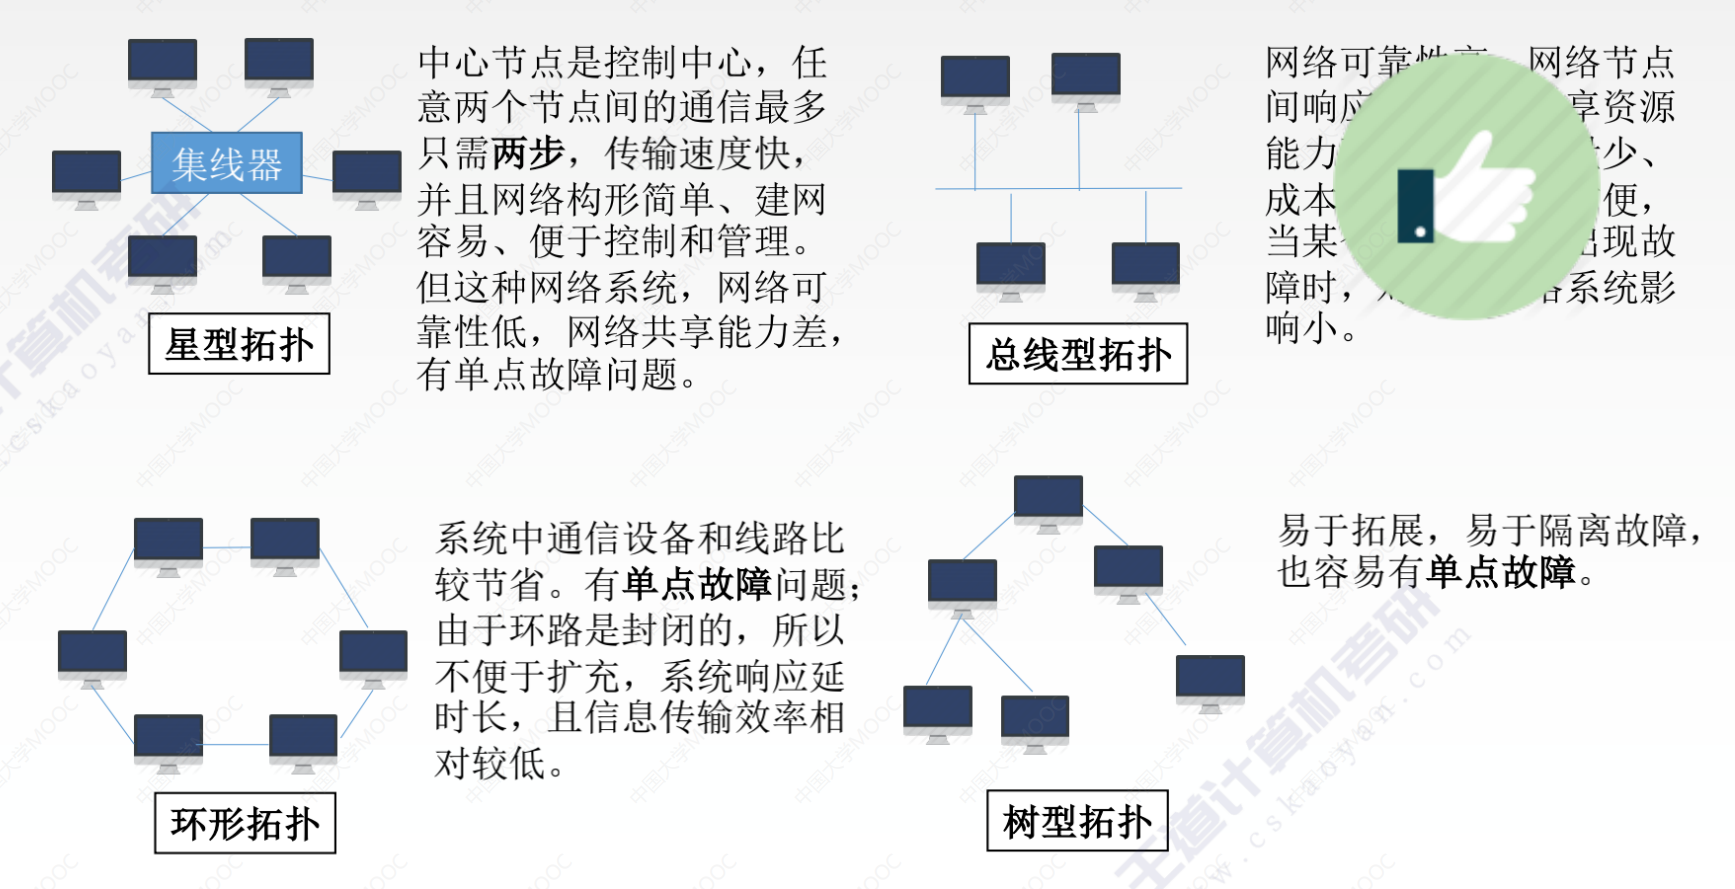 集线器
星型拓扑
中心节点是控制中心，任
意两个节点间的通信最多
只需两步，传输速度快，
并且网络构形简单、建网
容易、便于控制和管理。
但这种网络系统，网络可
靠性低，网络共享能力差，
有单点故障问题。
总线型拓扑
网络可靠性高 网络节点
间响应 享资源
能力 少、
成本 便，
当某 出现故
障时， 系统影
响小。
环形拓扑
系统中通信设备和线路比
较节省。有单点故障问题；
由于环路是封闭的，所以
不便于扩充，系统响应延
时长，且信息传输效率相
对较低。
树型拓扑
易于拓展，易于隔离故障，
也容易有单点故障。
王道计算机考研
www.cskaoyan.com
中国大学MOOC